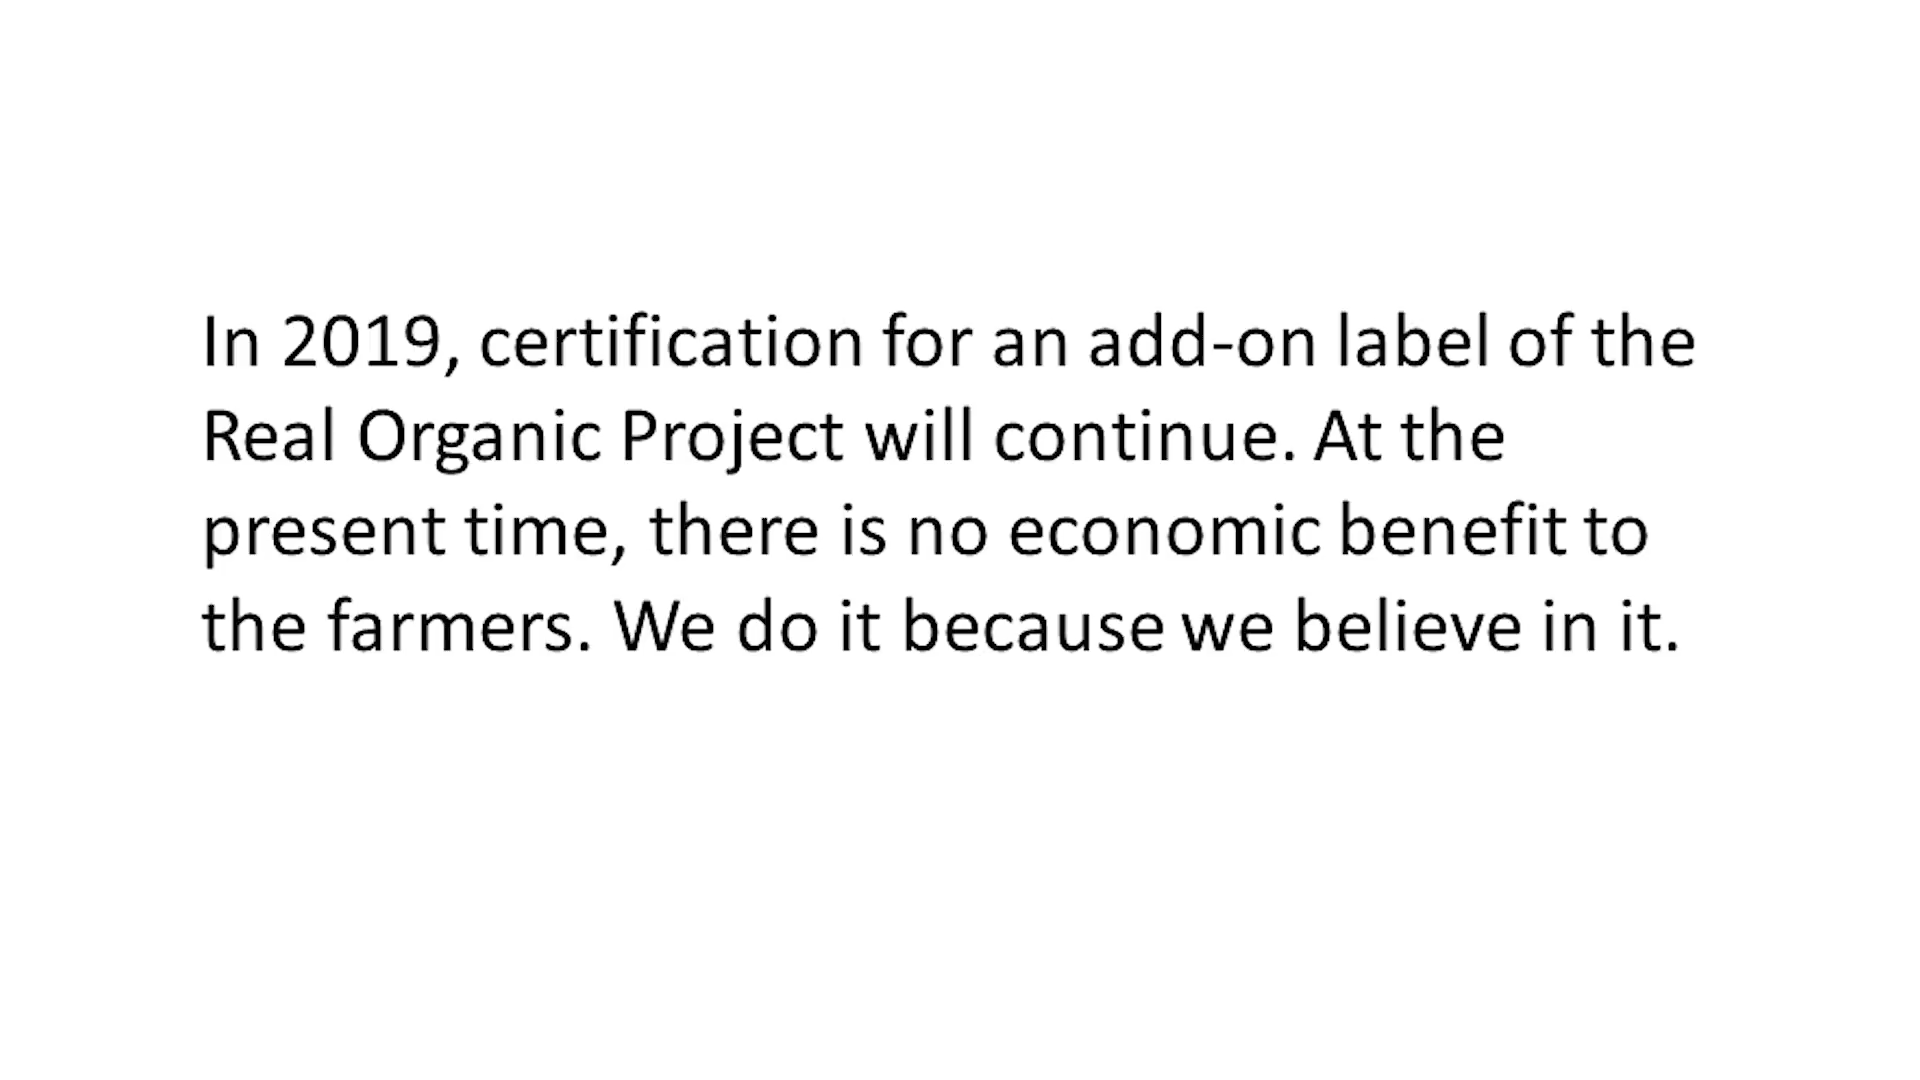 In 2019, certification for an add-on label of the
Real Organic Project will continue. At the
present time, there is no economic benefit to
the farmers. We do it because we believe in it.